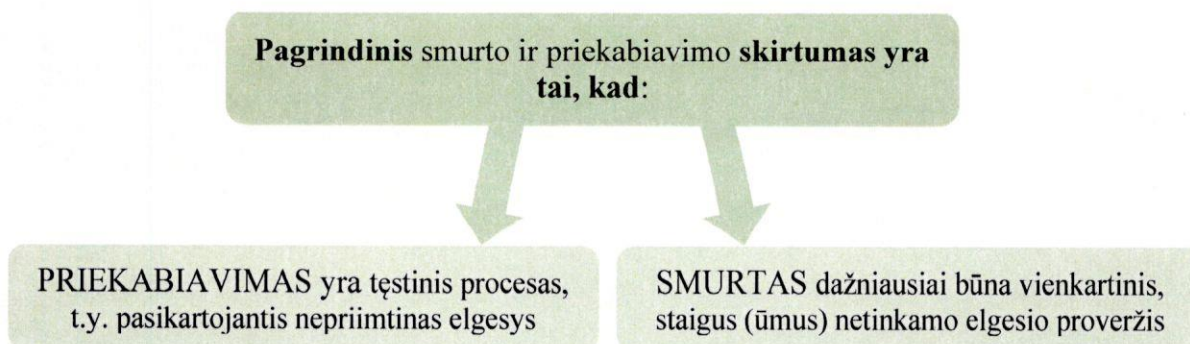 Pagrindinis smurto ir priekabiavimo skirtumas yra
tai, kad:
PRIEKABIAVIMAS yra tęstinis procesas,
t.y. pasikartojantis nepriimtinas elgesys
SMURTAS dažniausiai būna vienkartinis,
staigus (ūmus) netinkamo elgesio proveržis